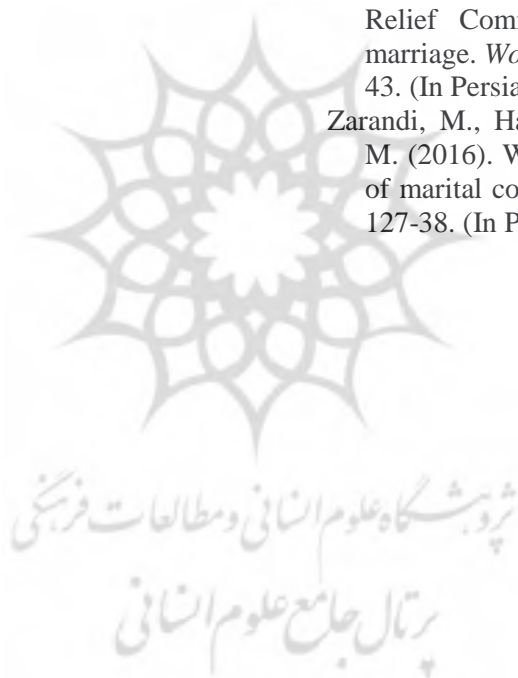 Relief Com
marriage. Wo
43. (In Persia
Zarandi, M., Ha
M. (2016). W
of marital co
127-38. (In P
پژوهشگاه علوم انسانی و مطالعات فرهنگی
پرتال جامع علوم انسانی